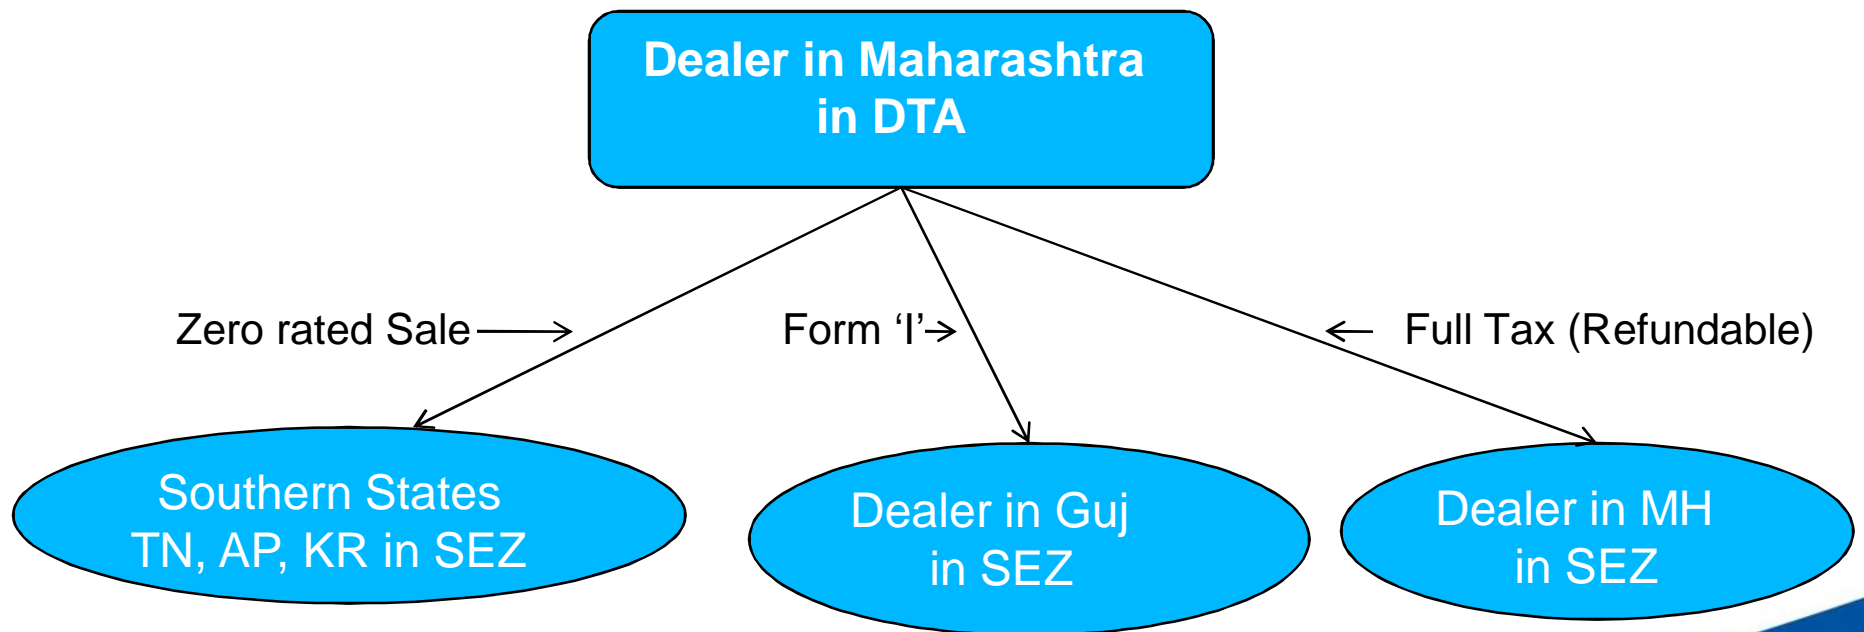 Dealer in Maharashtra
in DTA
Zero rated Sale
Form ‘I’
Full Tax (Refundable)
Southern States
TN, AP, KR in SEZ
Dealer in Guj
in SEZ
Dealer in MH
in SEZ